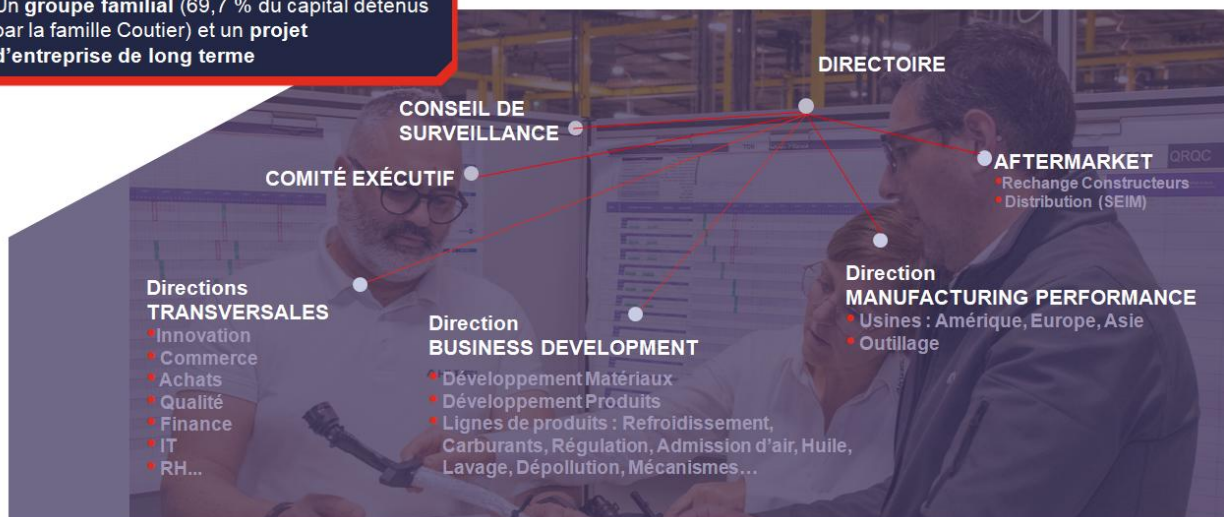 Un groupe familial (69,7 % du capital détenus
par la famille Coutier) et un projet
d'entreprise de long terme
DIRECTOIRE
CONSEIL DE
SURVEILLANCE
COMITÉ EXÉCUTIF
AFTERMARKET
Rechange Constructeurs
Distribution (SEIM)
QRQC
Directions
TRANSVERSALES
Innovation
Commerce
Achats
Qualité
Finance
IT
RH...
Direction
BUSINESS DEVELOPMENT
Développement Matériaux
Développement Produits
Lignes de produits : Refroidissement,
Carburants, Régulation, Admission d'air, Huile,
Lavage, Dépollution, Mécanismes…
Direction
MANUFACTURING PERFORMANCE
Usines : Amérique, Europe, Asie
Outillage